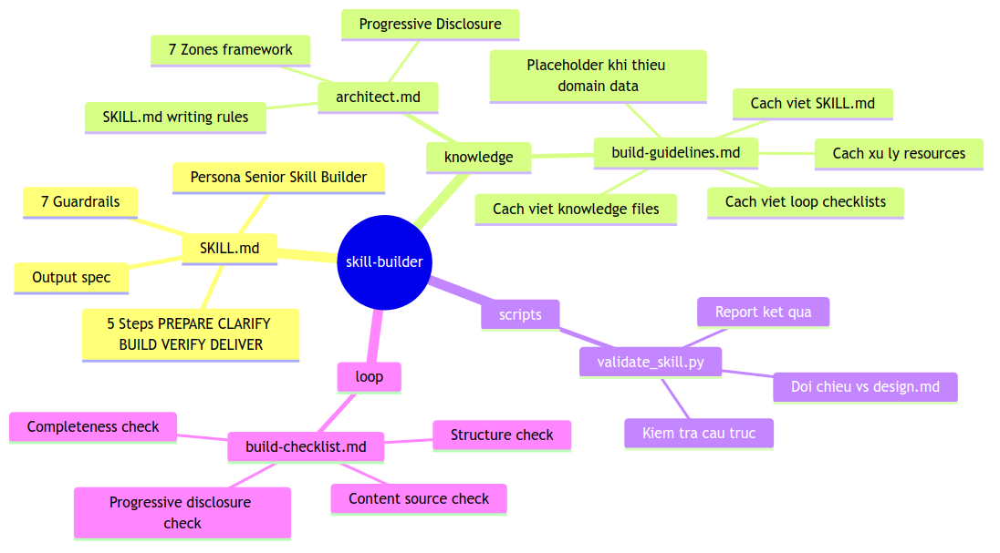 Progressive Disclosure
7 Zones framework
architect.md
SKILL.md writing rules
Placeholder khi thieu
domain data
Cach viet SKILL.md
knowledge
build-guidelines.md
Cach xu ly resources
Cach viet knowledge files
Cach viet loop checklists
Persona Senior Skill Builder
7 Guardrails
SKILL.md
Output spec
5 Steps PREPARE CLARIFY
BUILD VERIFY DELIVER
skill-builder
scripts
Report ket qua
validate_skill.py
Doi chieu vs design.md
Kiem tra cau truc
loop
Completeness check
build-checklist.md
Structure check
Progressive disclosure
check
Content source check